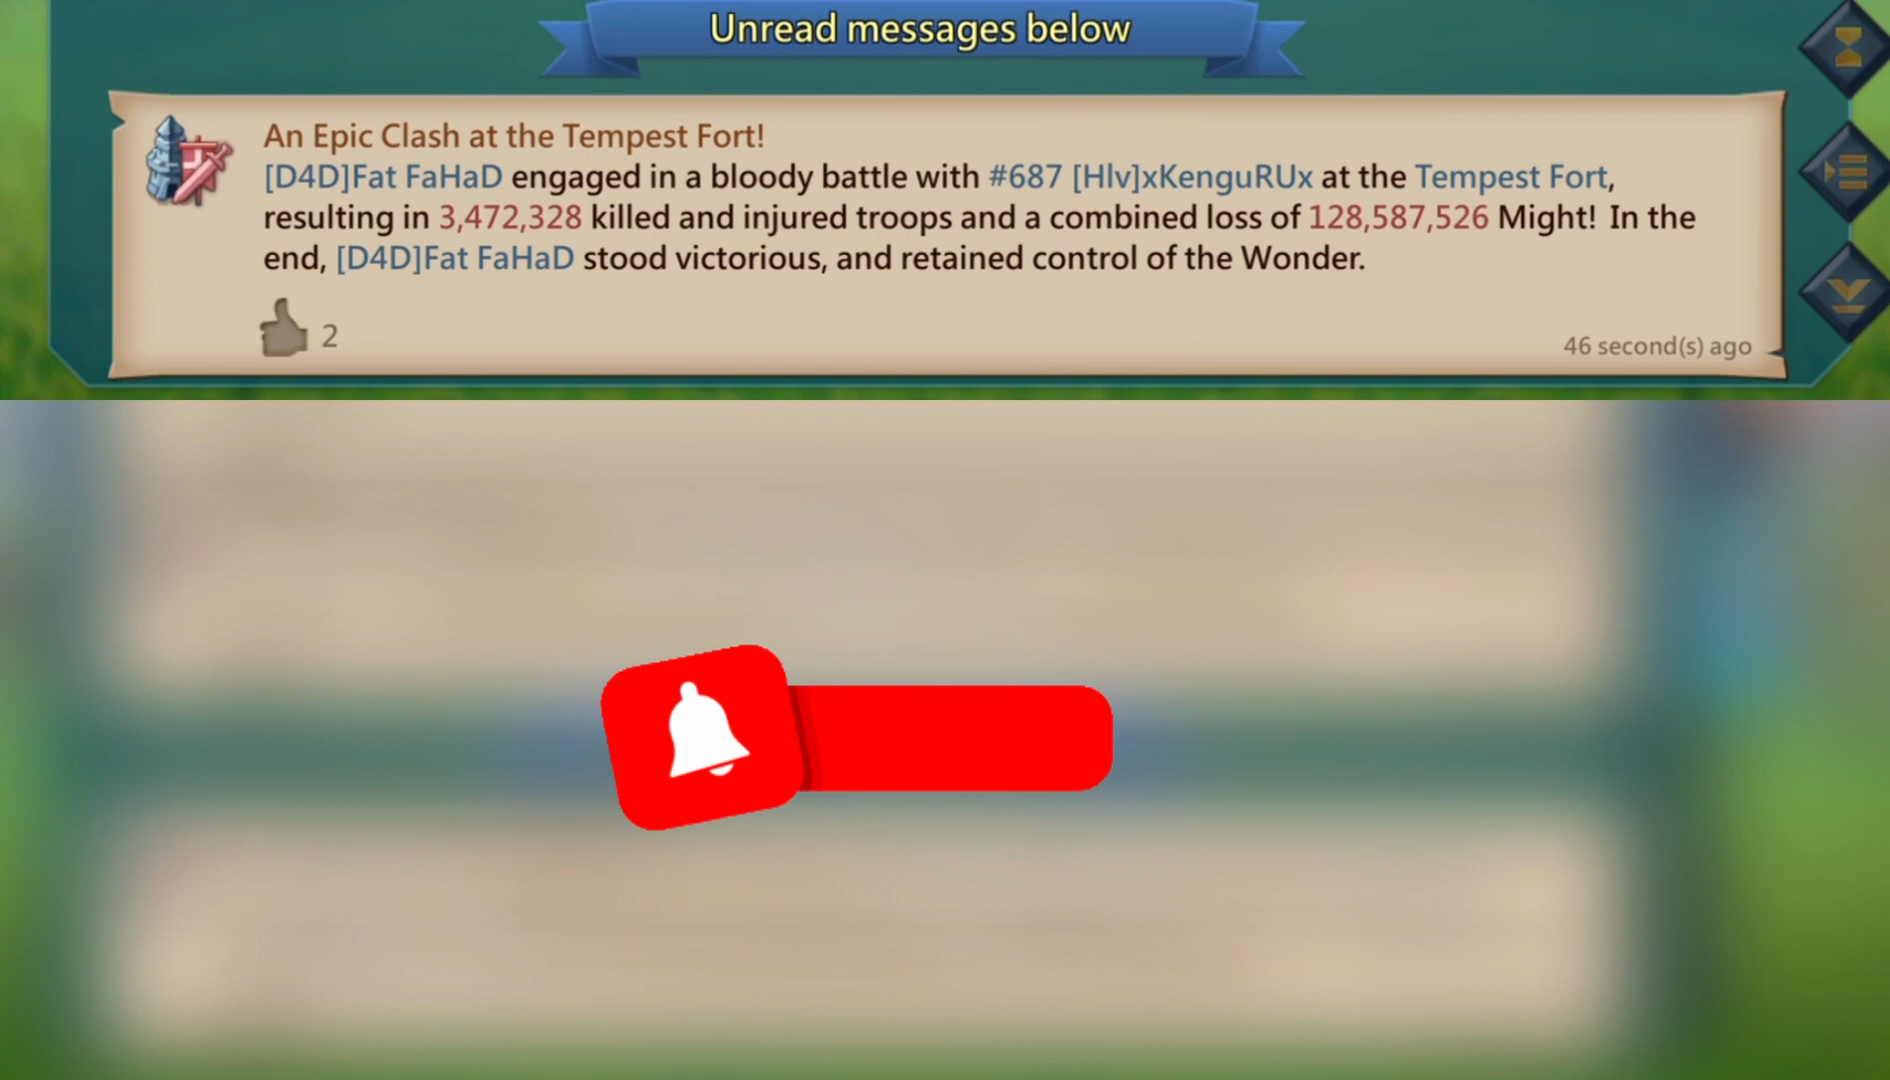 Unread messages below
An Epic Clash at the Tempest Fort!
[D4D]Fat FaHaD engaged in a bloody battle with #687 [Hlv]xKenguRUx at the Tempest Fort,
resulting in 3,472,328 killed and injured troops and a combined loss of 128,587,526 Might! In the
end, [D4D]Fat FaHaD stood victorious, and retained control of the Wonder.
2
46 second(s) ago